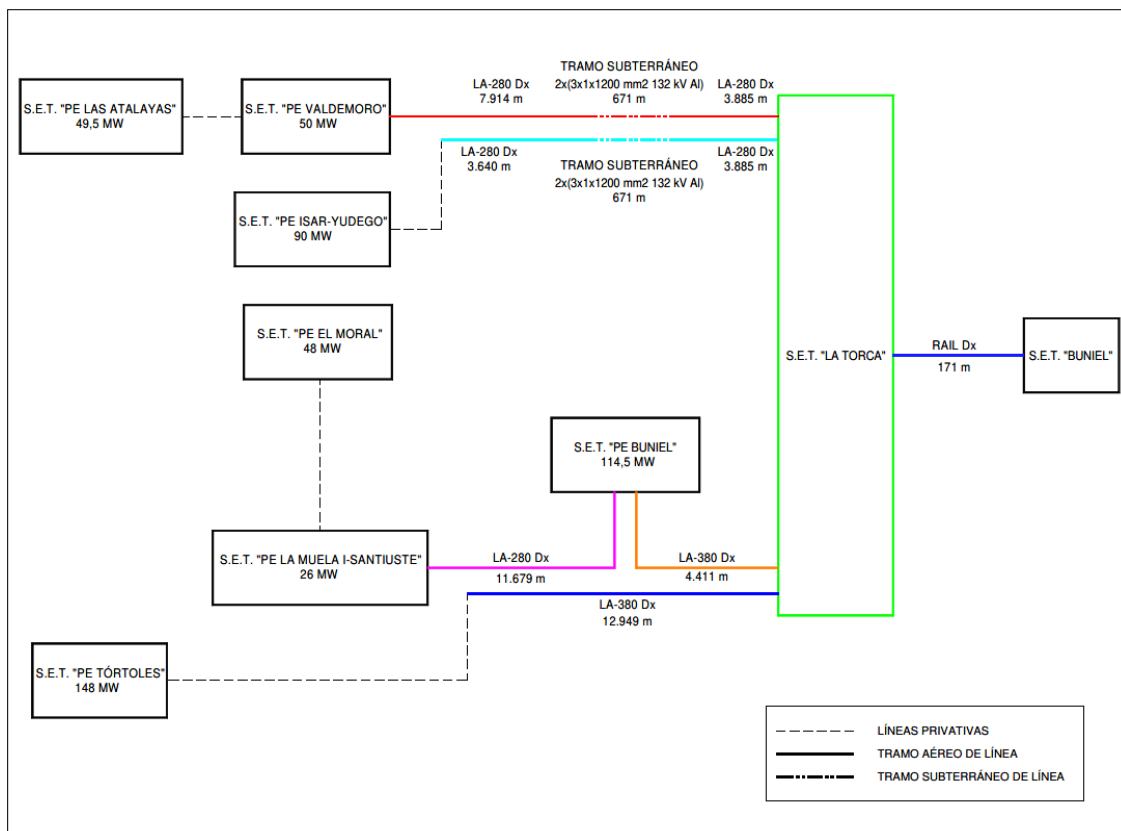 TRAMO SUBTERRÁNEO
LA-280 Dx
2x(3x1x1200 mm2 132 kV Al)
LA-280 Dx
7.914 m
671 m
3.885 m
S.E.T. "PE LAS ATALAYAS"
49,5 MW
S.E.T. "PE VALDEMORO"
50 MW
LA-280 Dx
3.640 m
TRAMO SUBTERRÁNEO
2x(3x1x1200 mm2 132 kV Al)
671 m
LA-280 Dx
3.885 m
S.E.T. "PE ISAR-YUDEGO"
90 MW
S.E.T. "PE EL MORAL"
48 MW
S.E.T. "LA TORCA"
RAIL Dx
171 m
S.E.T. "BUNIEL"
S.E.T. "PE BUNIEL"
114,5 MW
S.E.T. "PE LA MUELA I-SANTIUSTE"
26 MW
LA-280 Dx
11.679 m
LA-380 Dx
4.411 m
LA-380 Dx
12.949 m
S.E.T. "PE TÓRTOLES"
148 MW
LÍNEAS PRIVATIVAS
TRAMO AÉREO DE LÍNEA
TRAMO SUBTERRÁNEO DE LÍNEA